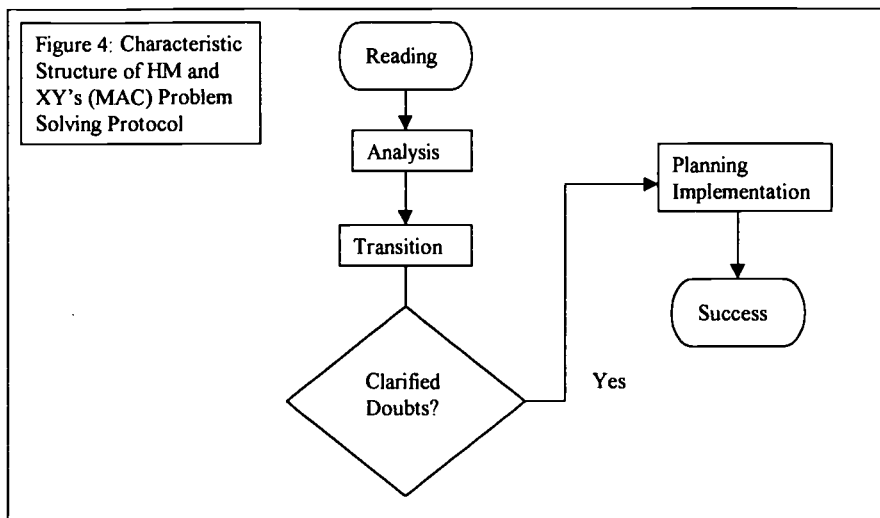 Figure 4: Characteristic
Structure of HM and
XY's (MAC) Problem
Solving Protocol
Reading
Analysis
Transition
Clarified
Doubts?
Yes
Planning
Implementation
Success